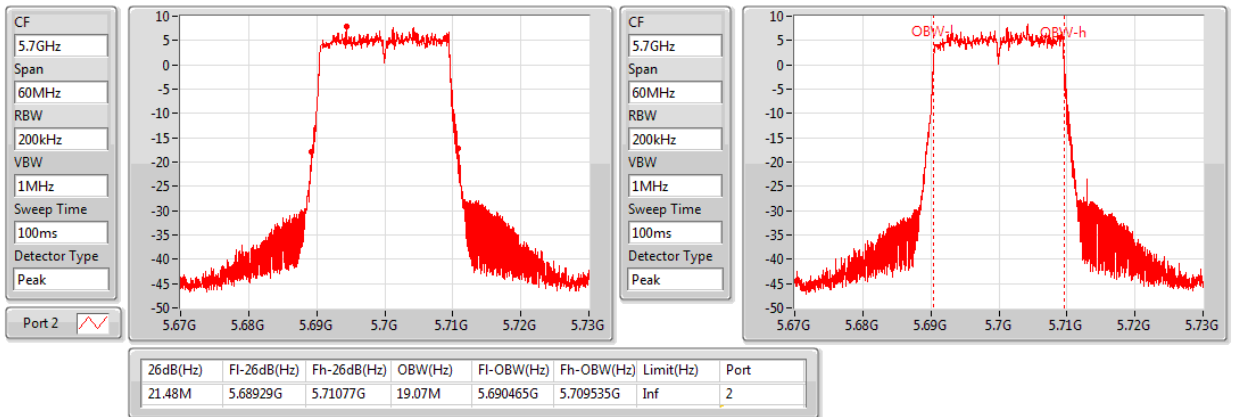 CF
5.7GHz
Span
60MHz
RBW
200kHz
VBW
1MHz
Sweep Time
100ms
Detector Type
Peak
Port 2
10
5
0
-5
-10
-15
-20
-25
-30
-35
-40
-45
-50
5.67G 5.68G 5.69G 5.7G 5.71G 5.72G 5.73G
CF
5.7GHz
Span
60MHz
RBW
200kHz
VBW
1MHz
Sweep Time
100ms
Detector Type
Peak
10
5
0
-5
-10
-15
-20
-25
-30
-35
-40
-45
-50
OBW-l OBW-h
5.67G 5.68G 5.69G 5.7G 5.71G 5.72G 5.73G
26dB(Hz) Fl-26dB(Hz) Fh-26dB(Hz) OBW(Hz) Fl-OBW(Hz) Fh-OBW(Hz) Limit(Hz) Port
21.48M 5.68929G 5.71077G 19.07M 5.690465G 5.709535G Inf 2